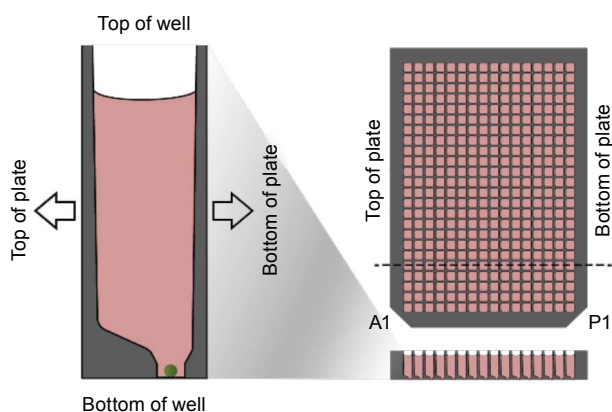 Top of well
Top of plate
Bottom of plate
Bottom of well
Top of plate
Bottom of plate
A1
P1